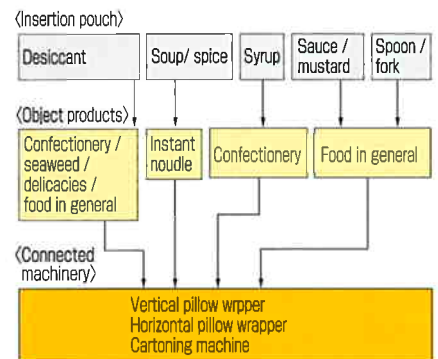 〈Insertion pouch〉
Desiccant
Soup/ spice
Syrup
Sauce /
mustard
Spoon /
fork
〈Object products〉
Confectionery /
seaweed /
delicacies /
food in general
Instant
noudle
Confectionery
Food in general
〈Connected
machinery〉
Vertical pillow wrpper
Horizontal pillow wrapper
Cartoning machine